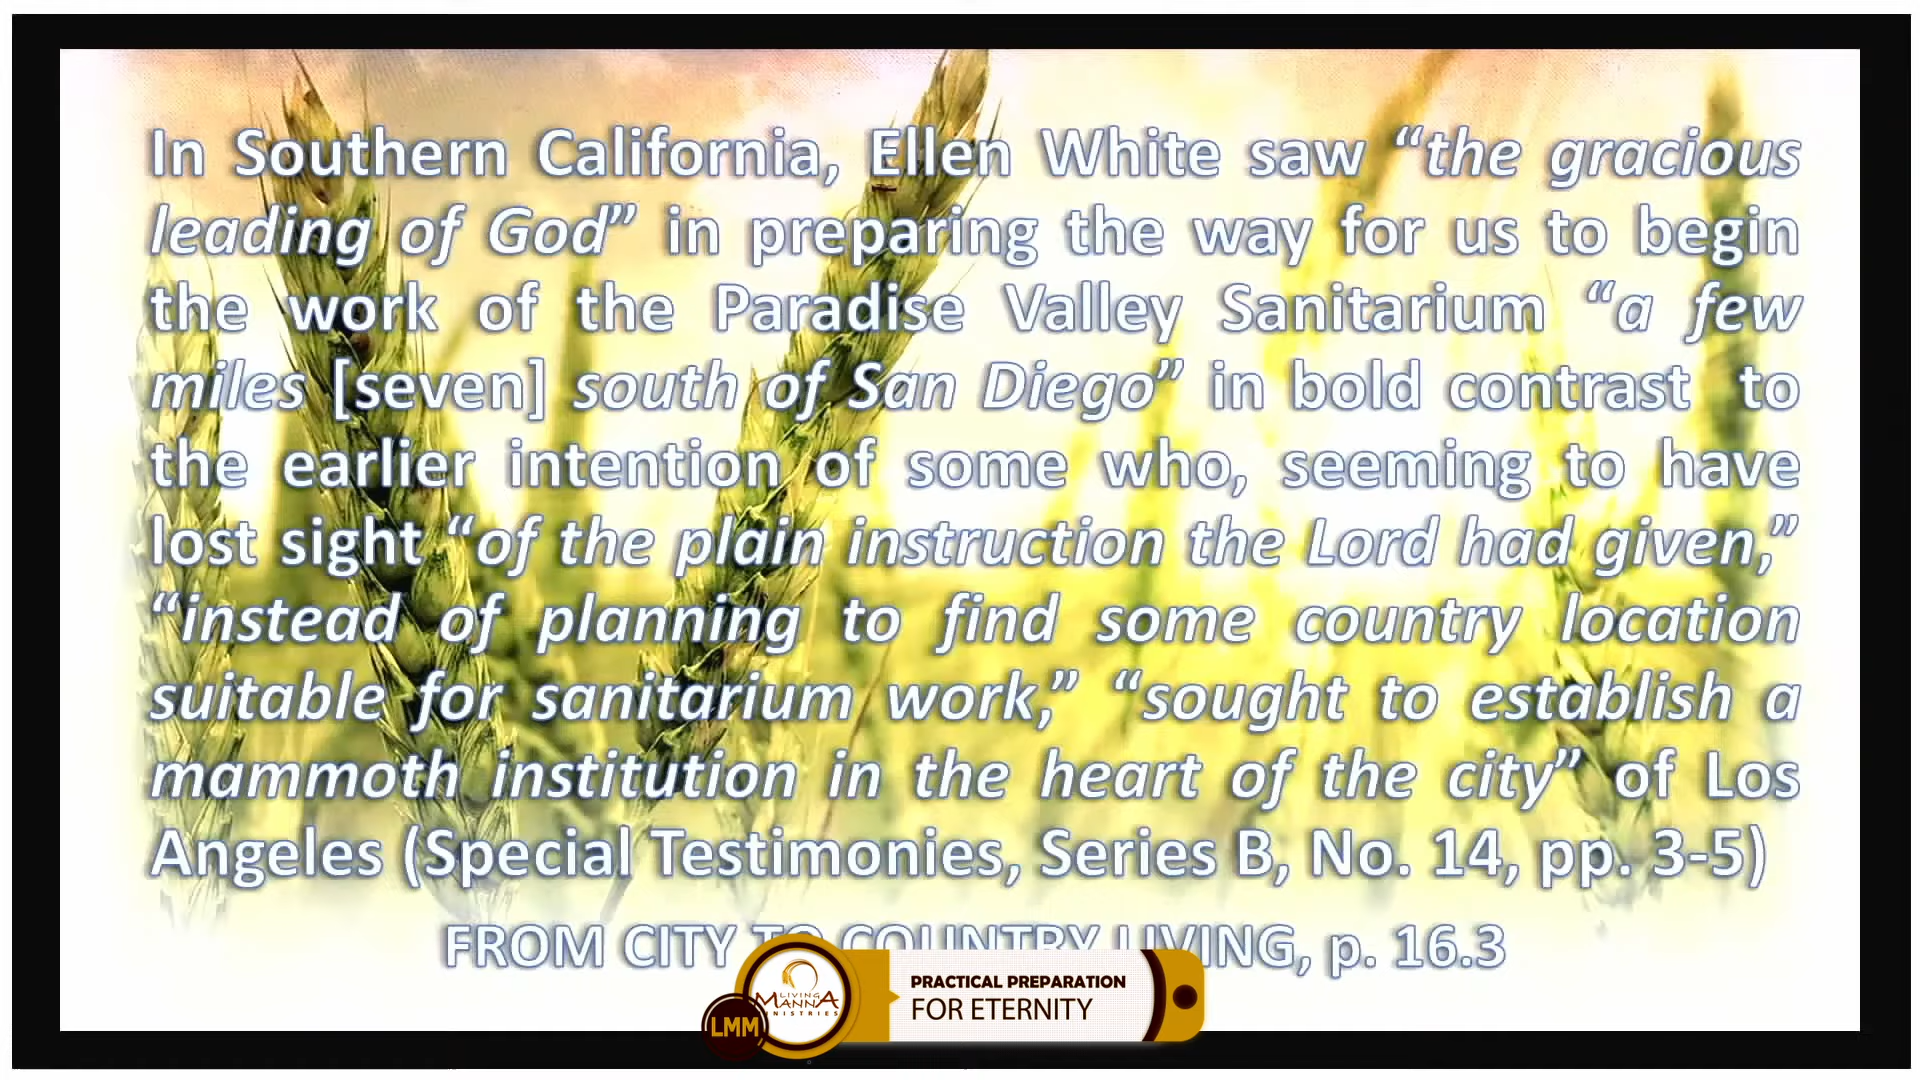 In Southern California, Ellen White saw “the gracious
leading of God” in preparing the way for us to begin
the work of the Paradise Valley Sanitarium “a few
miles [seven] south of San Diego” in bold contrast to
the earlier intention of some who, seeming to have
lost sight “of the plain instruction the Lord had given,”
“instead of planning to find some country location
suitable for sanitarium work,” “sought to establish a
mammoth institution in the heart of the city” of Los
Angeles (Special Testimonies, Series B, No. 14, pp. 3-5)
FROM CITY TO COUNTRY LIVING, p. 16.3
LIVING
MANNA
MINISTRIES
LMM
PRACTICAL PREPARATION
FOR ETERNITY